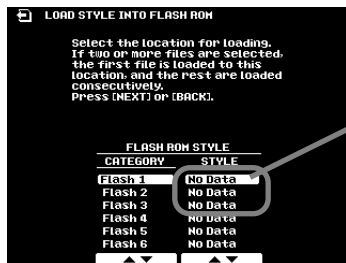 LOAD STYLE INTO FLASH ROM
Select the location for loading.
If two or more files are selected,
the first file is loaded to this
location, and the rest are loaded
consecutively.
Press [NEXT] or [BACK].
FLASH ROM STYLE
CATEGORY STYLE
Flash 1 No Data
Flash 2 No Data
Flash 3 No Data
Flash 4 No Data
Flash 5 No Data
Flash 6 No Data